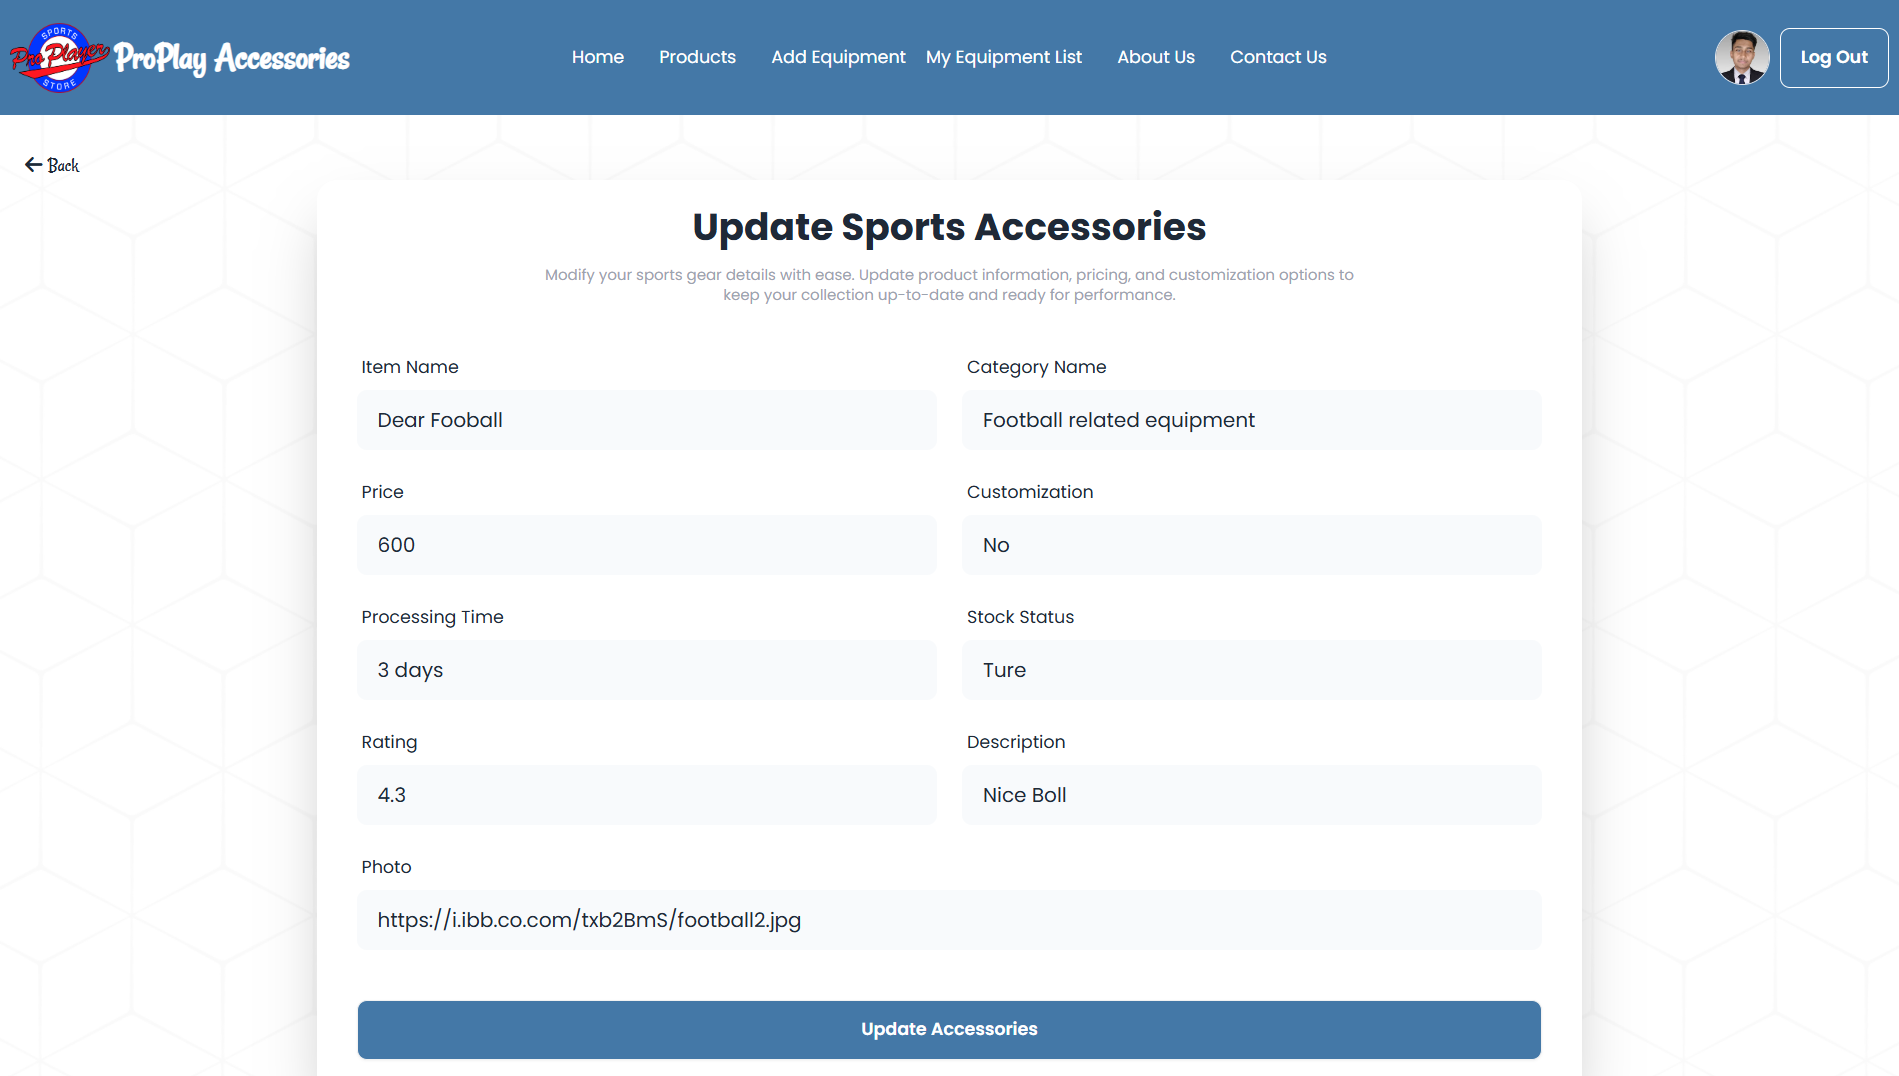 SPORTS
ProPlayer
STORE
ProPlay Accessories
Home
Products
Add Equipment
My Equipment List
About Us
Contact Us
Log Out
Back
Update Sports Accessories
Modify your sports gear details with ease. Update product information, pricing, and customization options to
keep your collection up-to-date and ready for performance.
Item Name
Category Name
Dear Fooball
Football related equipment
Price
Customization
600
No
Processing Time
Stock Status
3 days
Ture
Rating
Description
4.3
Nice Boll
Photo
https://i.ibb.co.com/txb2BmS/football2.jpg
Update Accessories